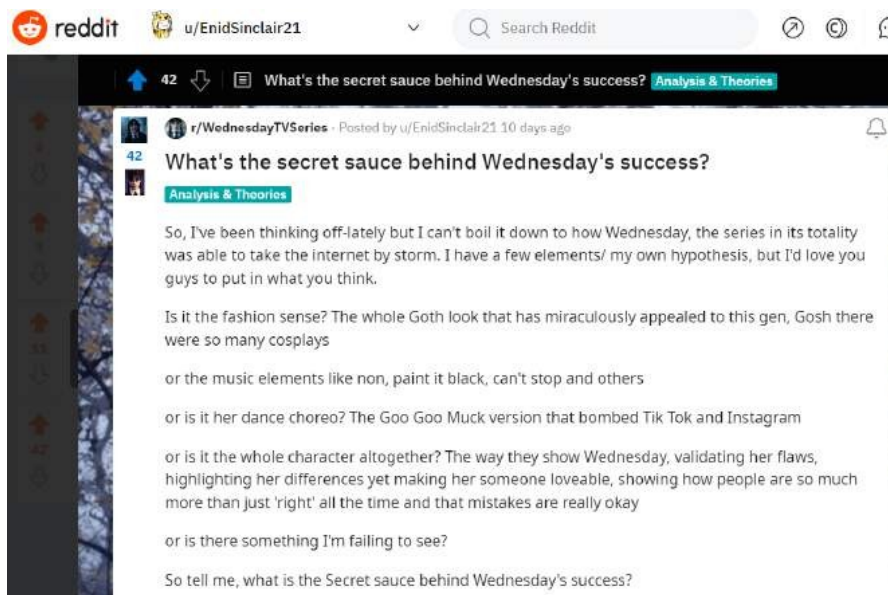 reddit
u/EnidSinclair21
Search Reddit
42
What's the secret sauce behind Wednesday's success? Analysis & Theories
r/WednesdayTVSeries · Posted by u/EnidSinclair21 10 days ago
42
What's the secret sauce behind Wednesday's success?
Analysis & Theories
So, I've been thinking off-lately but I can't boil it down to how Wednesday, the series in its totality
was able to take the internet by storm. I have a few elements/ my own hypothesis, but I'd love you
guys to put in what you think.
Is it the fashion sense? The whole Goth look that has miraculously appealed to this gen, Gosh there
were so many cosplays
or the music elements like non, paint it black, can't stop and others
or is it her dance choreo? The Goo Goo Muck version that bombed Tik Tok and Instagram
or is it the whole character altogether? The way they show Wednesday, validating her flaws,
highlighting her differences yet making her someone loveable, showing how people are so much
more than just 'right' all the time and that mistakes are really okay
or is there something I'm failing to see?
So tell me, what is the Secret sauce behind Wednesday's success?